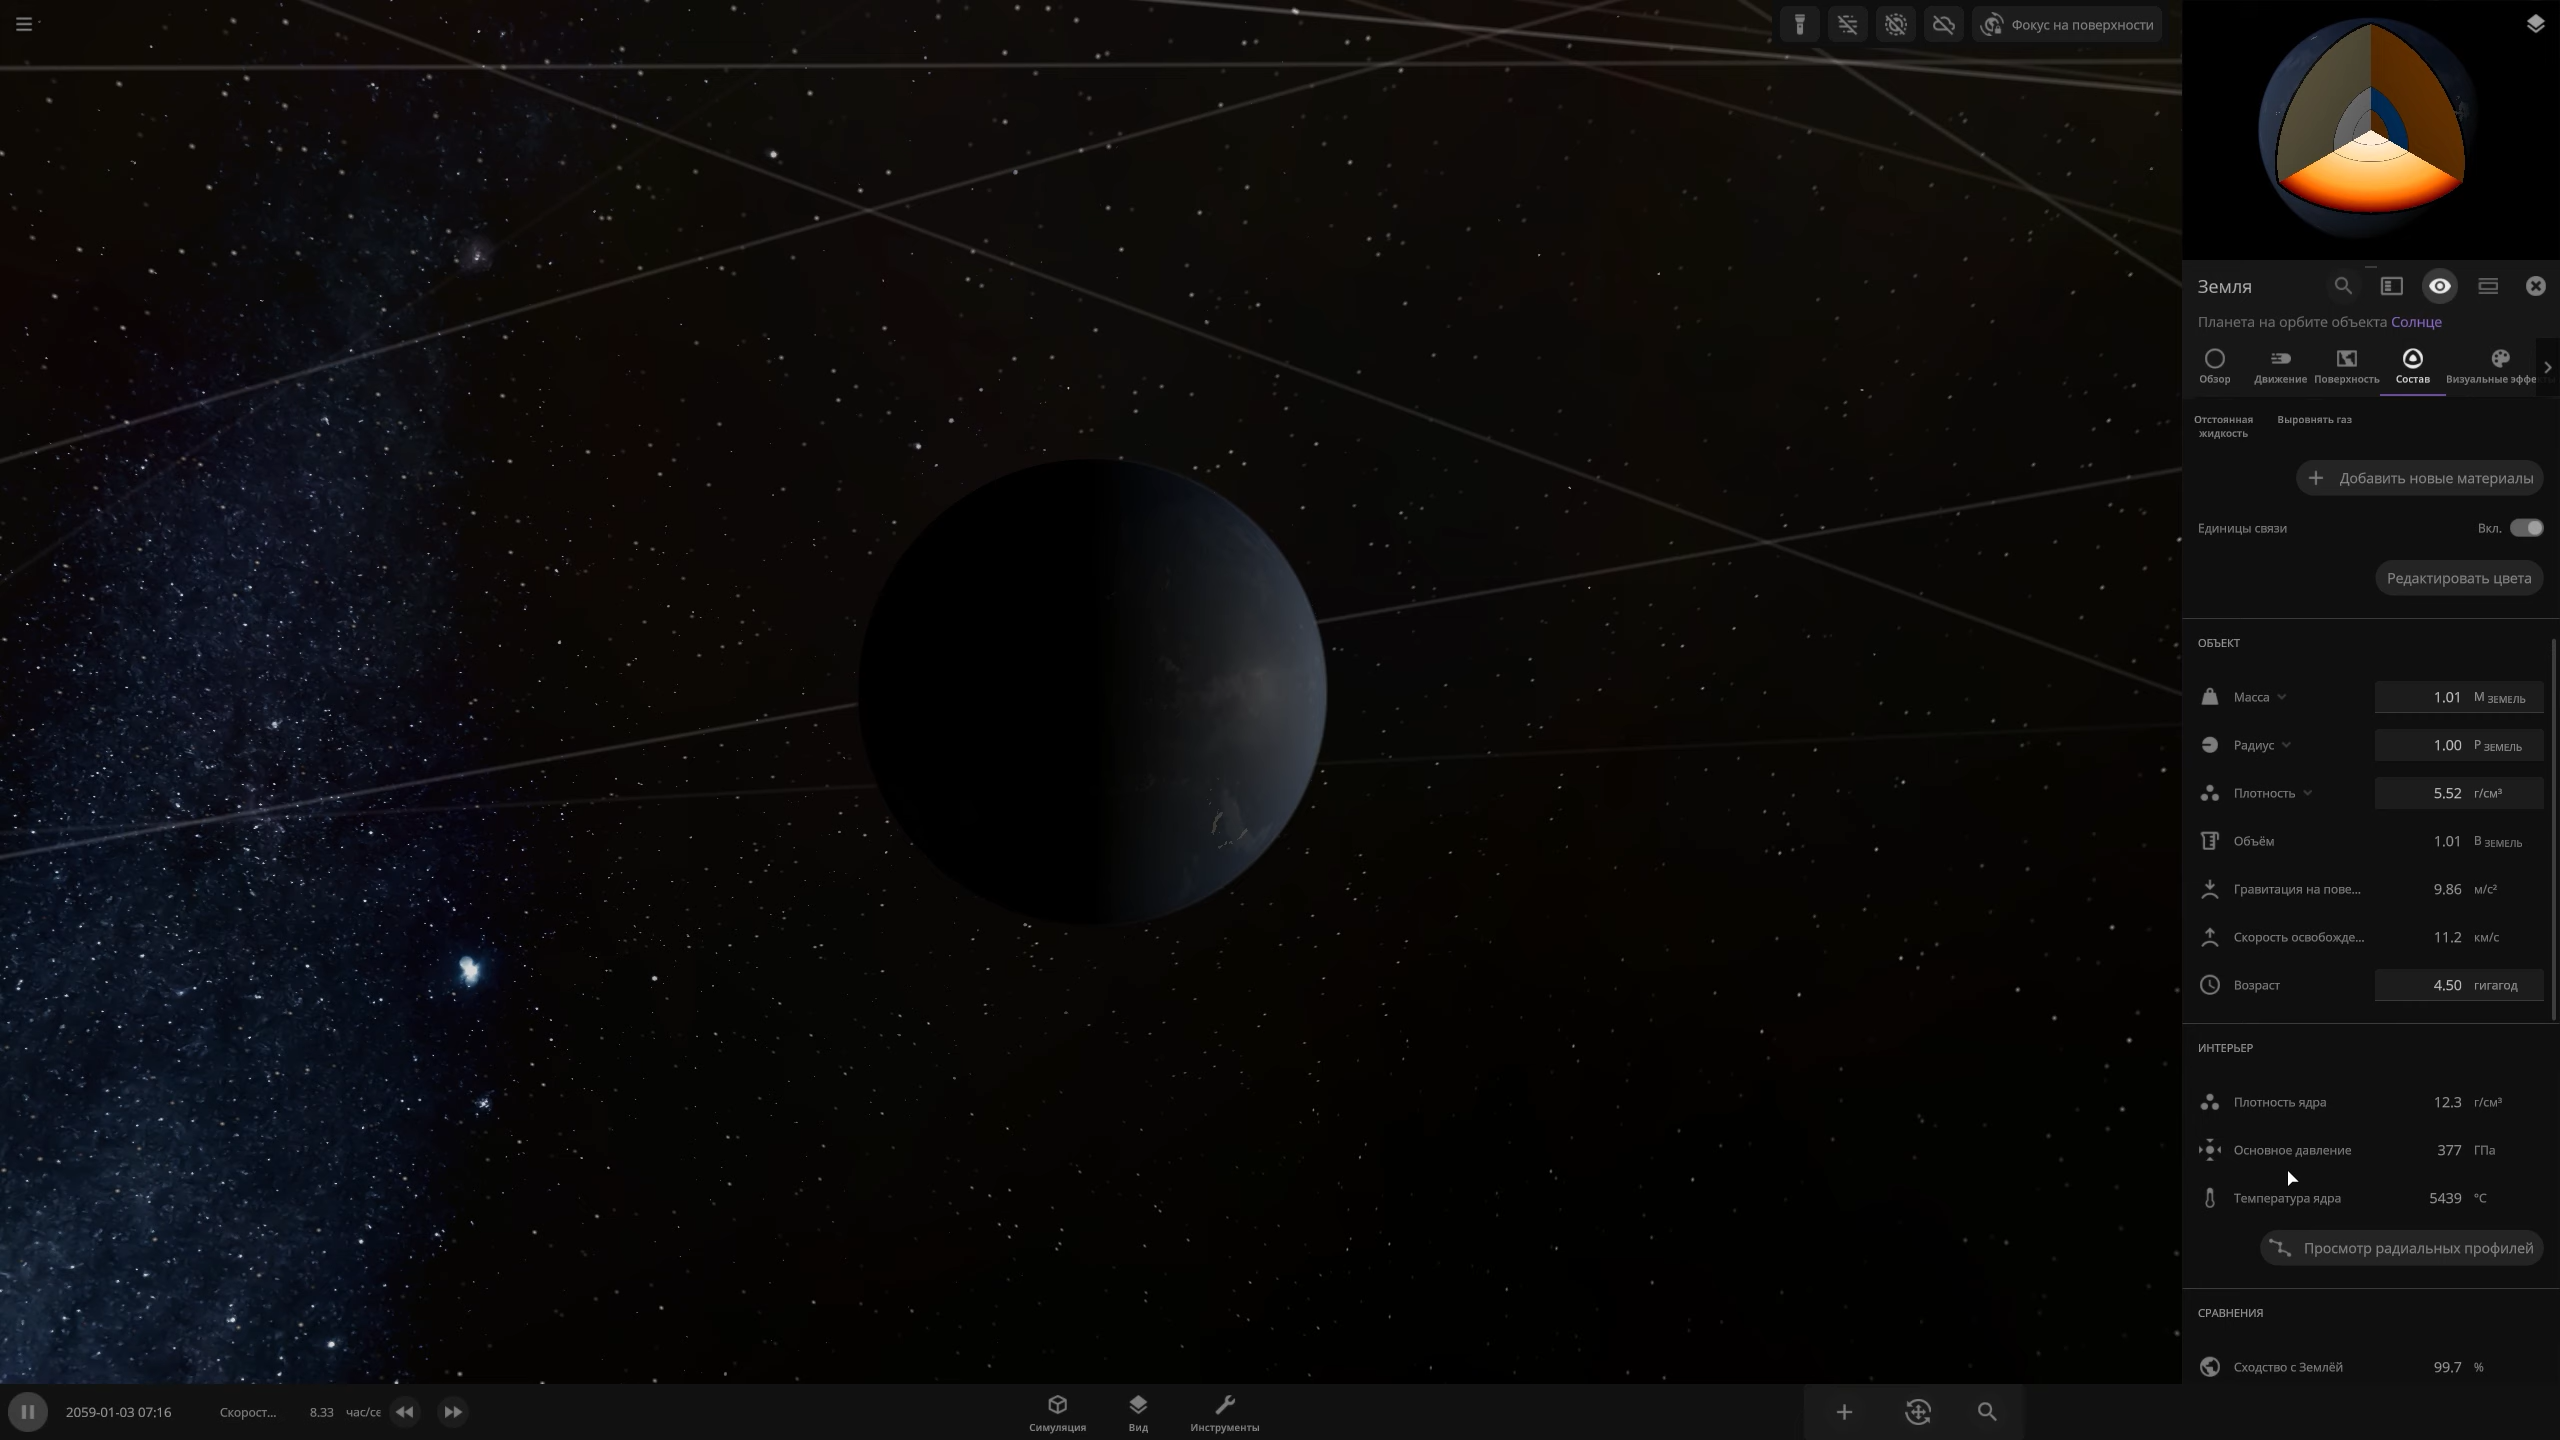 Фокус на поверхности
Земля
Планета на орбите объекта Солнце
Обзор
Движение
Поверхность
Состав
Визуальные эффе
Отстоянная
жидкость
Выровнять газ
Добавить новые материалы
Единицы связи
Вкл.
Редактировать цвета
ОБЪЕКТ
Масса 1.01 М ЗЕМЕЛЬ
Радиус 1.00 Р ЗЕМЕЛЬ
Плотность 5.52 г/см³
Объём 1.01 В ЗЕМЕЛЬ
Гравитация на пове... 9.86 м/с²
Скорость освобожде... 11.2 км/с
Возраст 4.50 гигагод
ИНТЕРЬЕР
Плотность ядра 12.3 г/см³
Основное давление 377 ГПа
Температура ядра 5439 °C
Просмотр радиальных профилей
СРАВНЕНИЯ
Сходство с Землёй 99.7 %
2059-01-03 07:16
Скорост... 8.33 час/се
Симуляция
Вид
Инструменты